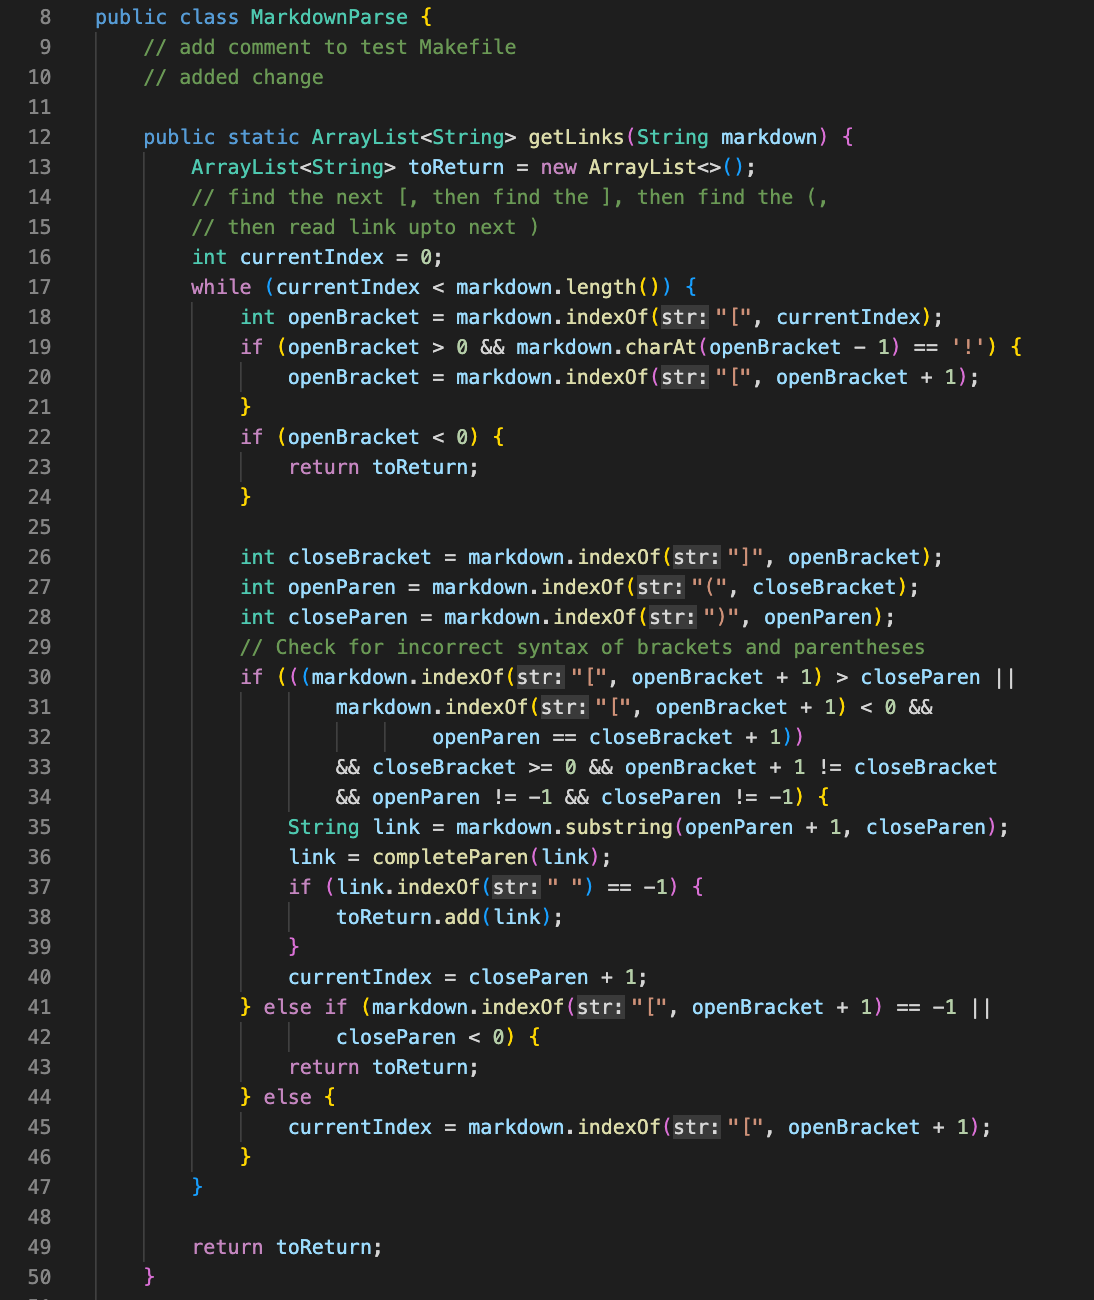 8 public class MarkdownParse {
9 // add comment to test Makefile
10 // added change
11
12 public static ArrayList<String> getLinks(String markdown) {
13 ArrayList<String> toReturn = new ArrayList<>();
14 // find the next [, then find the ], then find the (,
15 // then read link upto next )
16 int currentIndex = 0;
17 while (currentIndex < markdown.length()) {
18 int openBracket = markdown.indexOf(str: "[", currentIndex);
19 if (openBracket > 0 && markdown.charAt(openBracket - 1) == '!') {
20 openBracket = markdown.indexOf(str: "[", openBracket + 1);
21 }
22 if (openBracket < 0) {
23 return toReturn;
24 }
25
26 int closeBracket = markdown.indexOf(str: "]", openBracket);
27 int openParen = markdown.indexOf(str: "(", closeBracket);
28 int closeParen = markdown.indexOf(str: ")", openParen);
29 // Check for incorrect syntax of brackets and parentheses
30 if (((markdown.indexOf(str: "[", openBracket + 1) > closeParen ||
31 markdown.indexOf(str: "[", openBracket + 1) < 0 &&
32 openParen == closeBracket + 1))
33 && closeBracket >= 0 && openBracket + 1 != closeBracket
34 && openParen != -1 && closeParen != -1) {
35 String link = markdown.substring(openParen + 1, closeParen);
36 link = completeParen(link);
37 if (link.indexOf(str: " ") == -1) {
38 toReturn.add(link);
39 }
40 currentIndex = closeParen + 1;
41 } else if (markdown.indexOf(str: "[", openBracket + 1) == -1 ||
42 closeParen < 0) {
43 return toReturn;
44 } else {
45 currentIndex = markdown.indexOf(str: "[", openBracket + 1);
46 }
47 }
48
49 return toReturn;
50 }